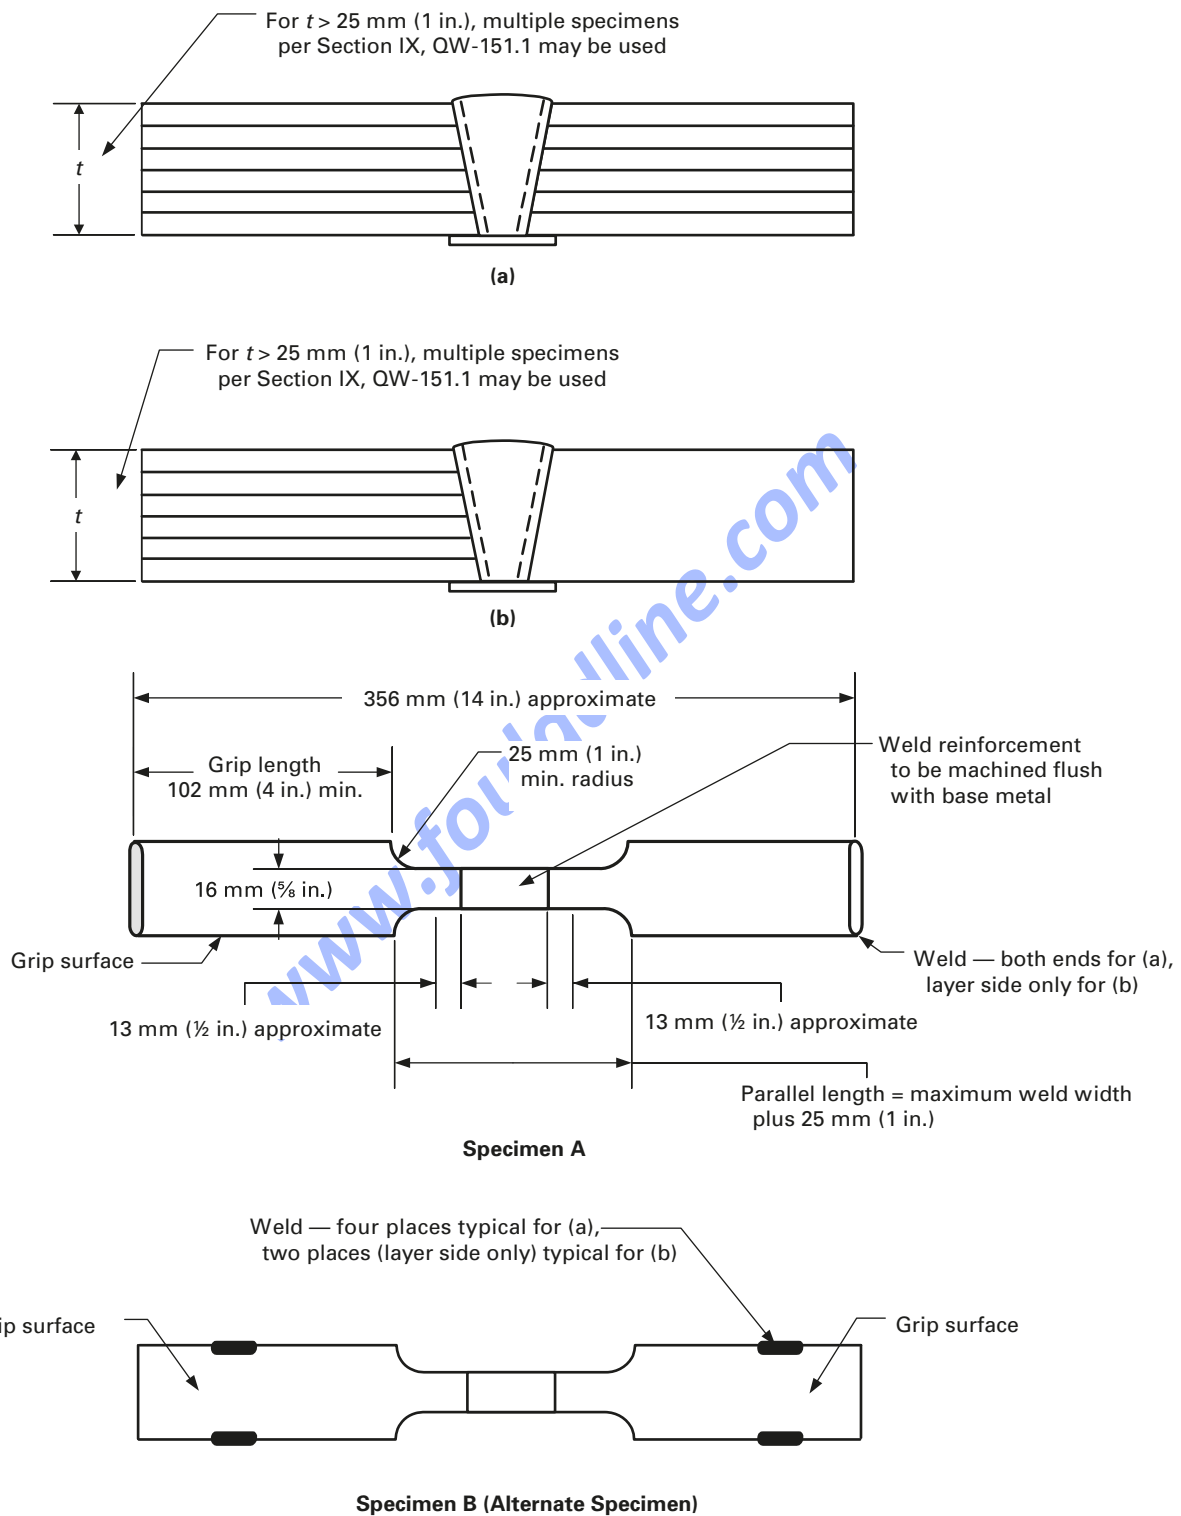 For t > 25 mm (1 in.), multiple specimens
per Section IX, QW-151.1 may be used
t
(a)
For t > 25 mm (1 in.), multiple specimens
per Section IX, QW-151.1 may be used
t
(b)
356 mm (14 in.) approximate
Grip length
102 mm (4 in.) min.
25 mm (1 in.)
min. radius
Weld reinforcement
to be machined flush
with base metal
16 mm (⅝ in.)
Grip surface
Weld — both ends for (a),
layer side only for (b)
13 mm (½ in.) approximate
13 mm (½ in.) approximate
Parallel length = maximum weld width
plus 25 mm (1 in.)
Specimen A
Weld — four places typical for (a),
two places (layer side only) typical for (b)
ip surface
Grip surface
Specimen B (Alternate Specimen)